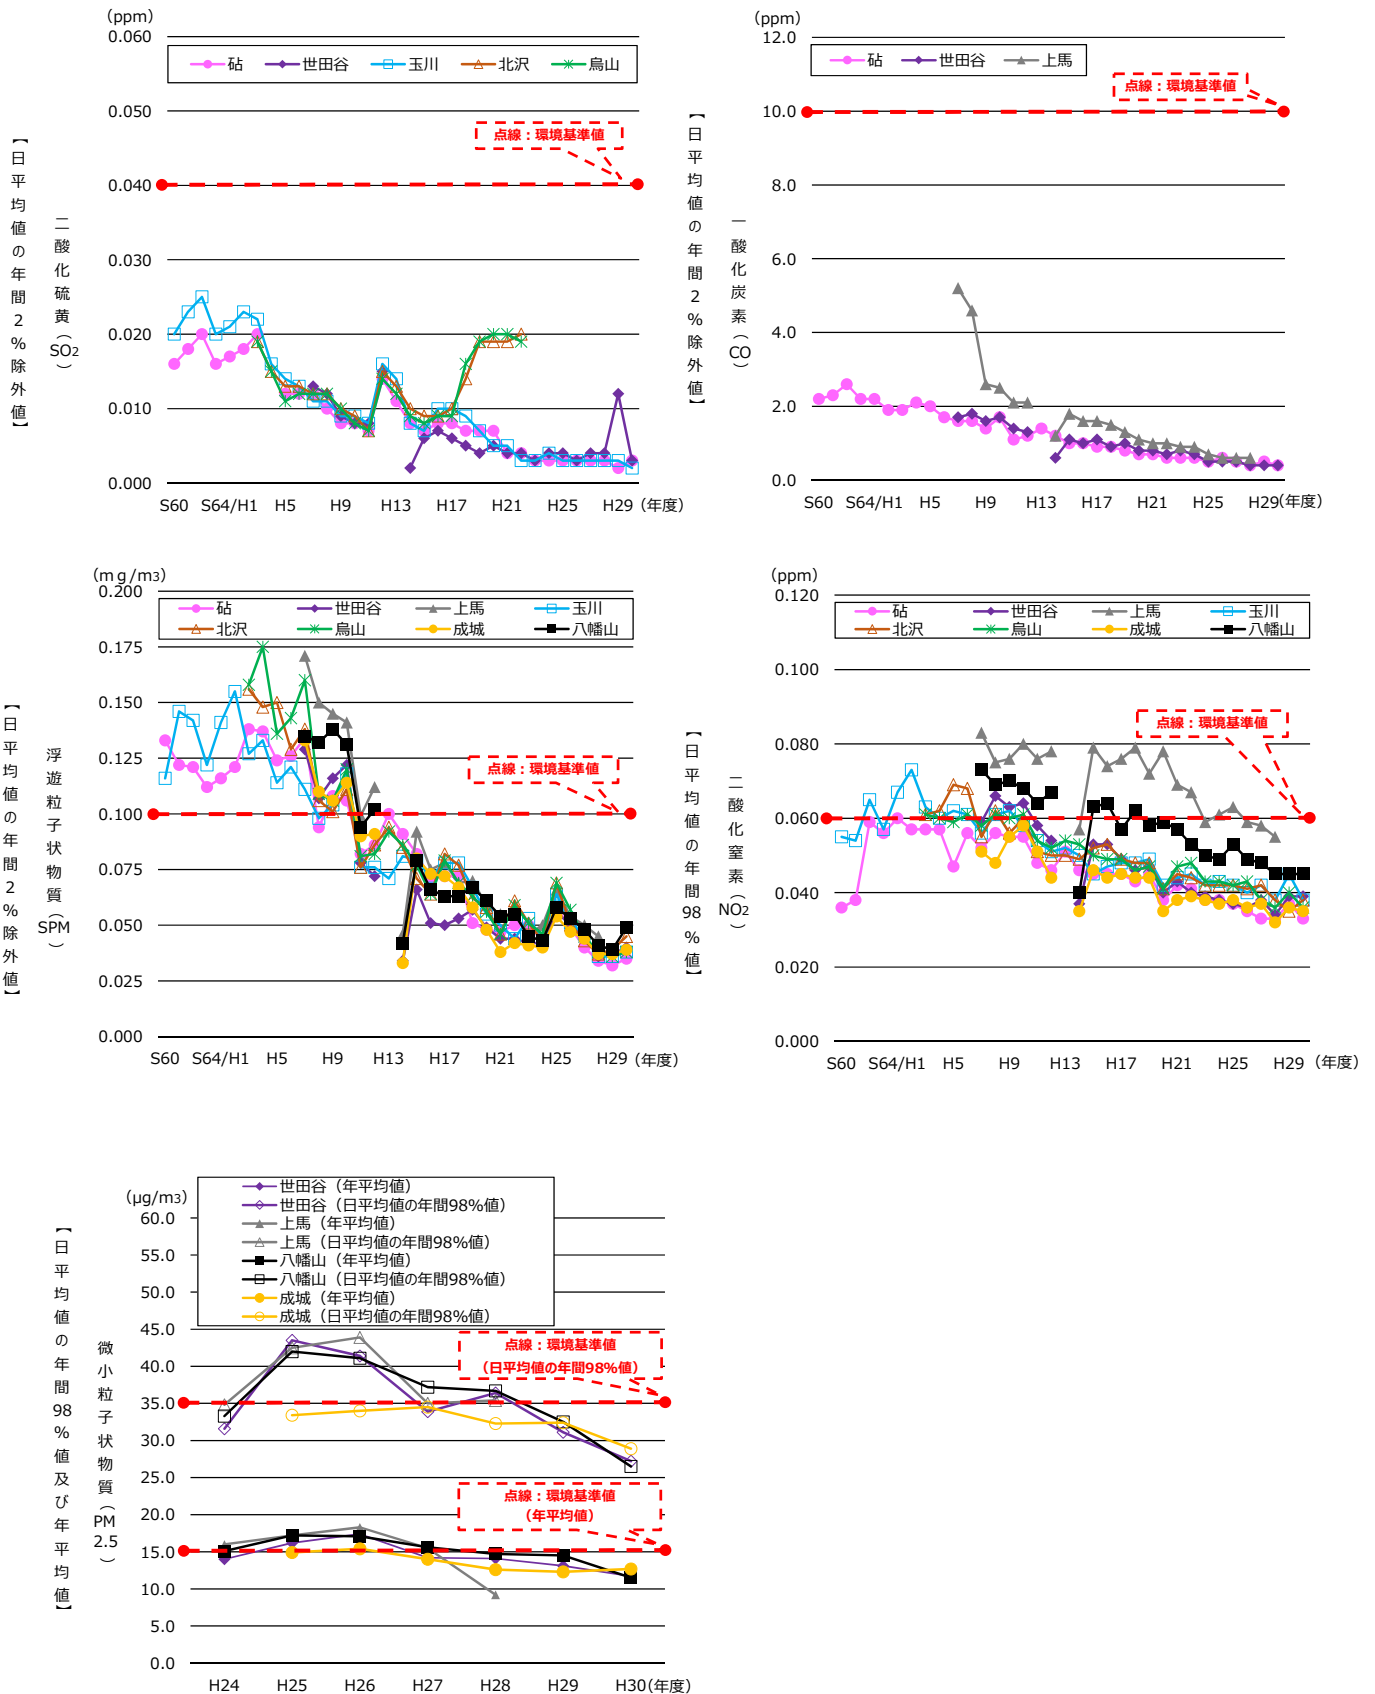 (ppm)
0.060
0.050
0.040
0.030
0.020
0.010
0.000
砧 世田谷 玉川 北沢 烏山
点線：環境基準値
【日平均値の年間２％除外値】
二酸化硫黄（SO2）
S60 S64/H1 H5 H9 H13 H17 H21 H25 H29 (年度)
(ppm)
12.0
10.0
8.0
6.0
4.0
2.0
0.0
砧 世田谷 上馬
点線：環境基準値
【日平均値の年間２％除外値】
一酸化炭素（CO）
S60 S64/H1 H5 H9 H13 H17 H21 H25 H29(年度)
(ｍｇ/m3)
0.200
0.175
0.150
0.125
0.100
0.075
0.050
0.025
0.000
砧 世田谷 上馬 玉川
北沢 烏山 成城 八幡山
点線：環境基準値
【日平均値の年間２％除外値】
浮遊粒子状物質（SPM）
S60 S64/H1 H5 H9 H13 H17 H21 H25 H29 (年度)
(ppm)
0.120
0.100
0.080
0.060
0.040
0.020
0.000
砧 世田谷 上馬 玉川
北沢 烏山 成城 八幡山
点線：環境基準値
【日平均値の年間98％値】
二酸化窒素（NO2）
S60 S64/H1 H5 H9 H13 H17 H21 H25 H29 (年度)
(μg/m3)
60.0
55.0
50.0
45.0
40.0
35.0
30.0
25.0
20.0
15.0
10.0
5.0
0.0
世田谷（年平均値）
世田谷（日平均値の年間98%値）
上馬（年平均値）
上馬（日平均値の年間98%値）
八幡山（年平均値）
八幡山（日平均値の年間98%値）
成城（年平均値）
成城（日平均値の年間98%値）
点線：環境基準値
（日平均値の年間98%値）
点線：環境基準値
（年平均値）
【日平均値の年間98％値及び年平均値】
微小粒子状物質（PM2.5）
H24 H25 H26 H27 H28 H29 H30(年度)